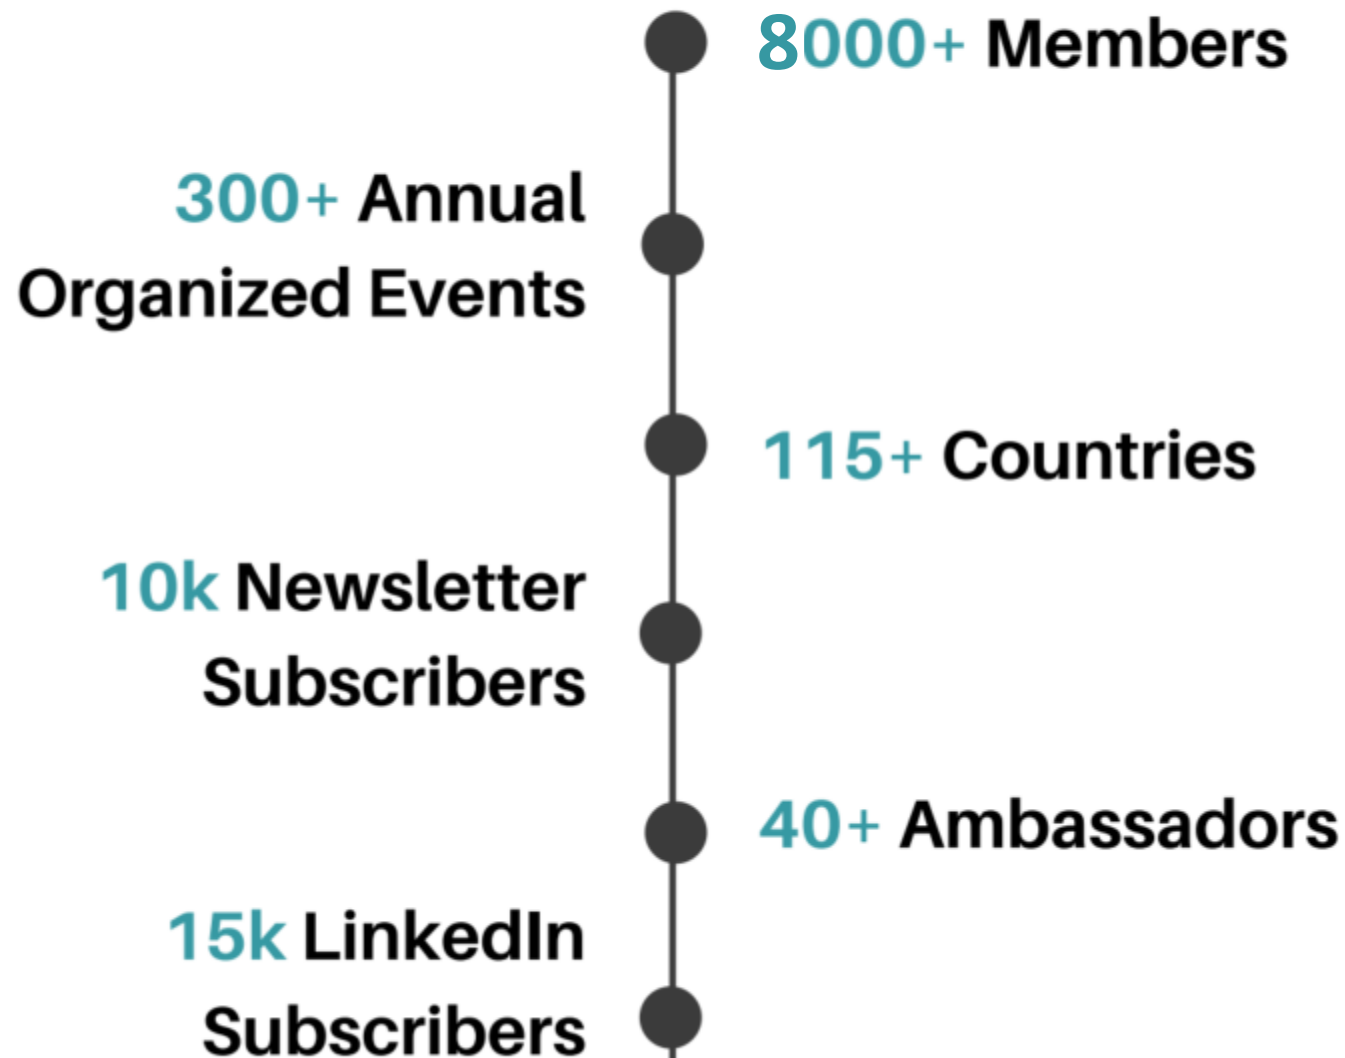 8000+ Members
300+ Annual
Organized Events
115+ Countries
10k Newsletter
Subscribers
40+ Ambassadors
15k LinkedIn
Subscribers